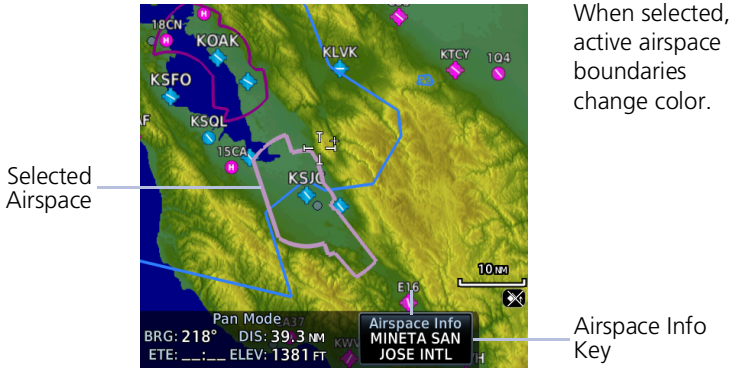 When selected,
active airspace
boundaries
change color.
18CN
H
KOAK
KLVK
KTCY
1Q4
KSFO
KSQL
15CA
H
T
KSJC
Selected
Airspace
10 NM
E16
Pan Mode
BRG: 218° DIS: 39.3 NM
ETE: __:__ ELEV: 1381 FT
Airspace Info
MINETA SAN
JOSE INTL
Airspace Info
Key